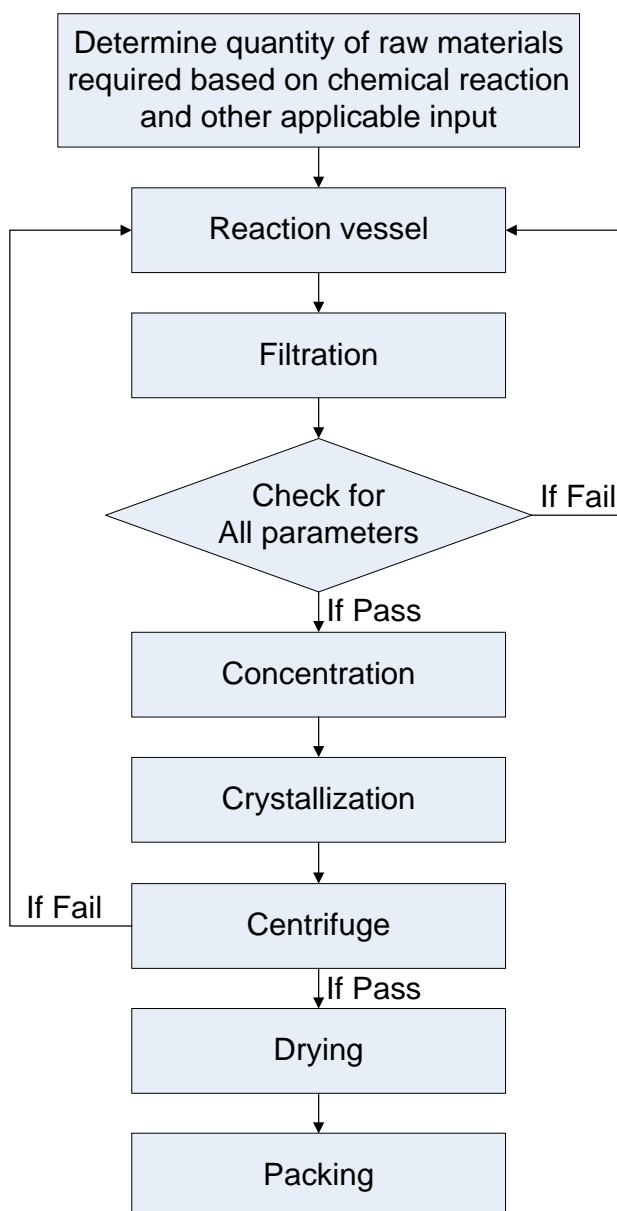 Determine quantity of raw materials
required based on chemical reaction
and other applicable input
Reaction vessel
Filtration
Check for
All parameters
If Fail
If Pass
Concentration
Crystallization
If Fail
Centrifuge
If Pass
Drying
Packing